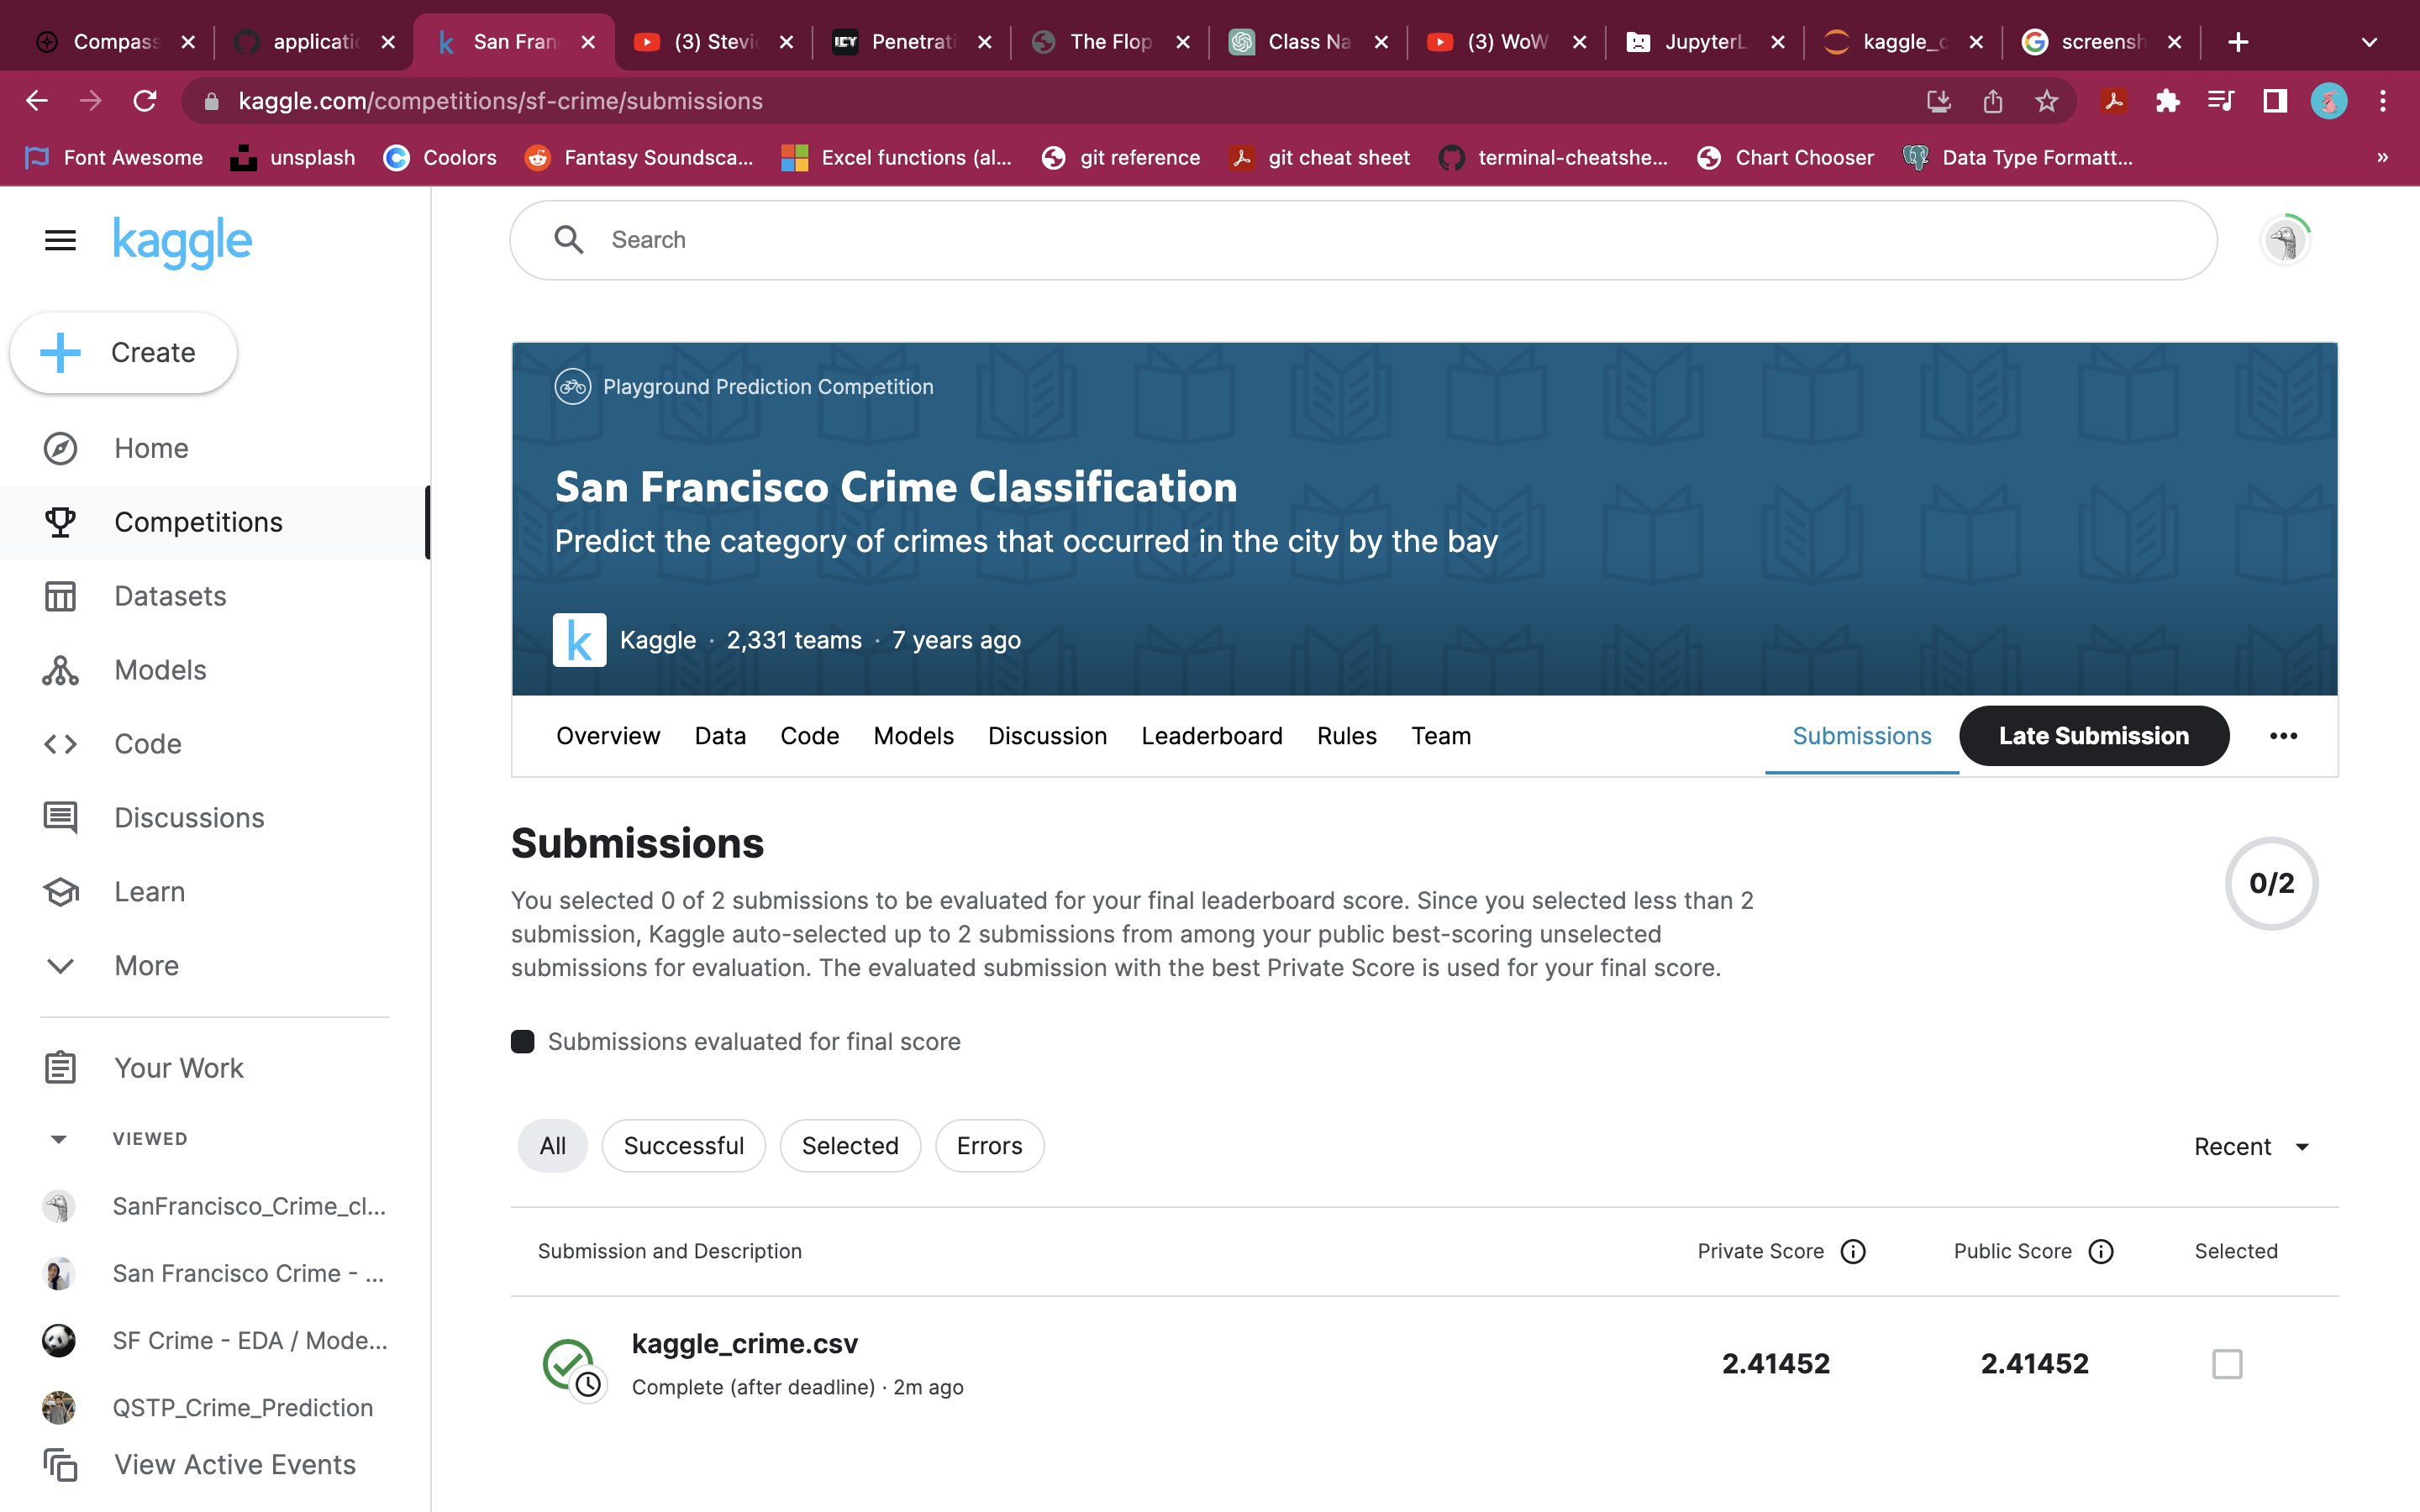 Compass
applicatio
San Fran
(3) Stevie
ICY
Penetrati
The Flop
Class Na
(3) WoW
JupyterL
kaggle_c
screensh
kaggle.com/competitions/sf-crime/submissions
Font Awesome
unsplash
Coolors
Fantasy Soundsca...
Excel functions (al...
git reference
git cheat sheet
terminal-cheatshe...
Chart Chooser
Data Type Formatt...
»
kaggle
Search
Create
Home
Competitions
Datasets
Models
Code
Discussions
Learn
More
Your Work
VIEWED
SanFrancisco_Crime_cl...
San Francisco Crime - ...
SF Crime - EDA / Mode...
QSTP_Crime_Prediction
View Active Events
Playground Prediction Competition
San Francisco Crime Classification
Predict the category of crimes that occurred in the city by the bay
k
Kaggle · 2,331 teams · 7 years ago
Overview Data Code Models Discussion Leaderboard Rules Team Submissions Late Submission
Submissions
0/2
You selected 0 of 2 submissions to be evaluated for your final leaderboard score. Since you selected less than 2
submission, Kaggle auto-selected up to 2 submissions from among your public best-scoring unselected
submissions for evaluation. The evaluated submission with the best Private Score is used for your final score.
Submissions evaluated for final score
All Successful Selected Errors Recent
Submission and Description Private Score Public Score Selected
kaggle_crime.csv
2.41452 2.41452
Complete (after deadline) · 2m ago